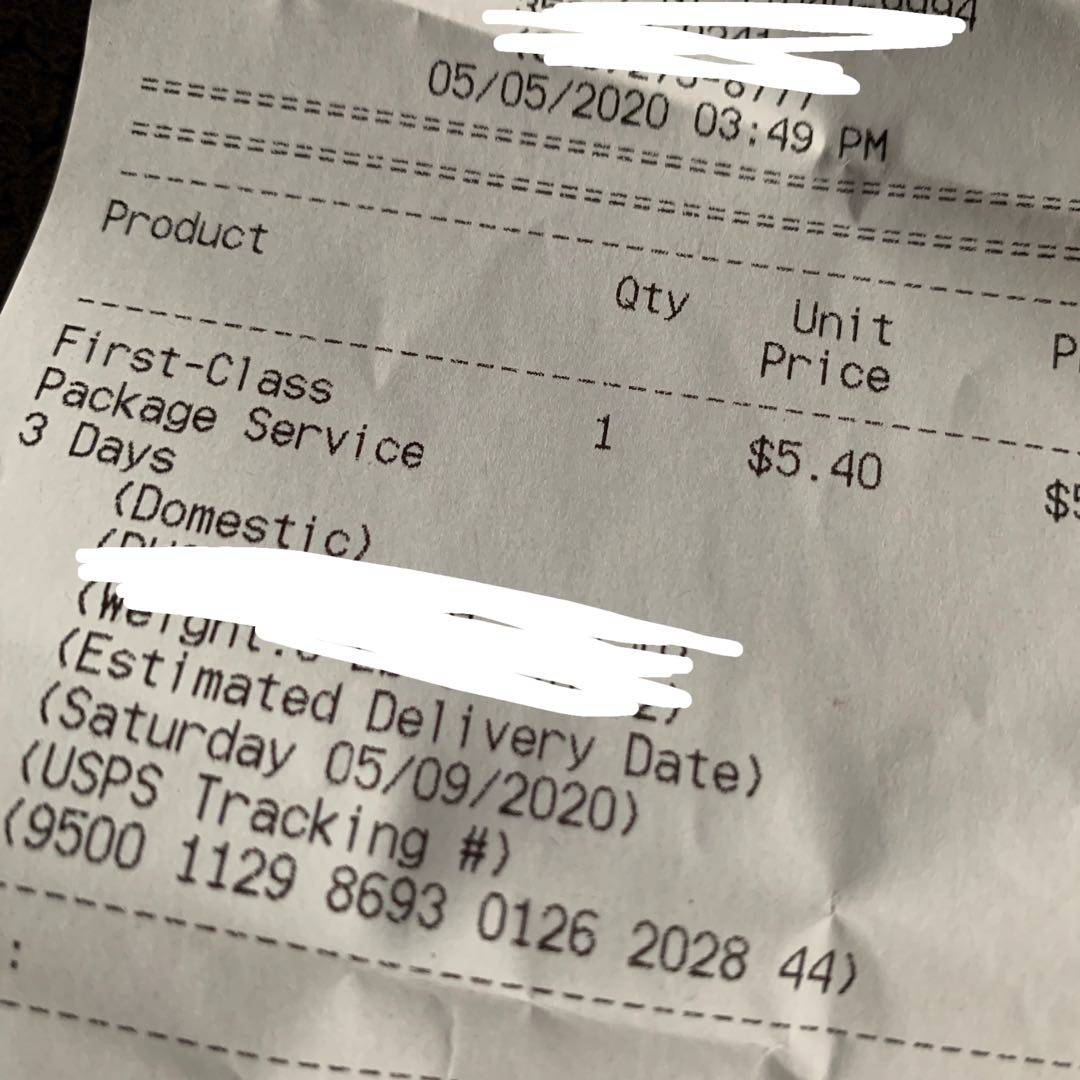 05/05/2020 03:49 PM
Product Qty Unit Price
First-Class
Package Service 1 $5.40
3 Days
(Domestic)
(Estimated Delivery Date)
(Saturday 05/09/2020)
(USPS Tracking #)
(9500 1129 8693 0126 2028 44)
: